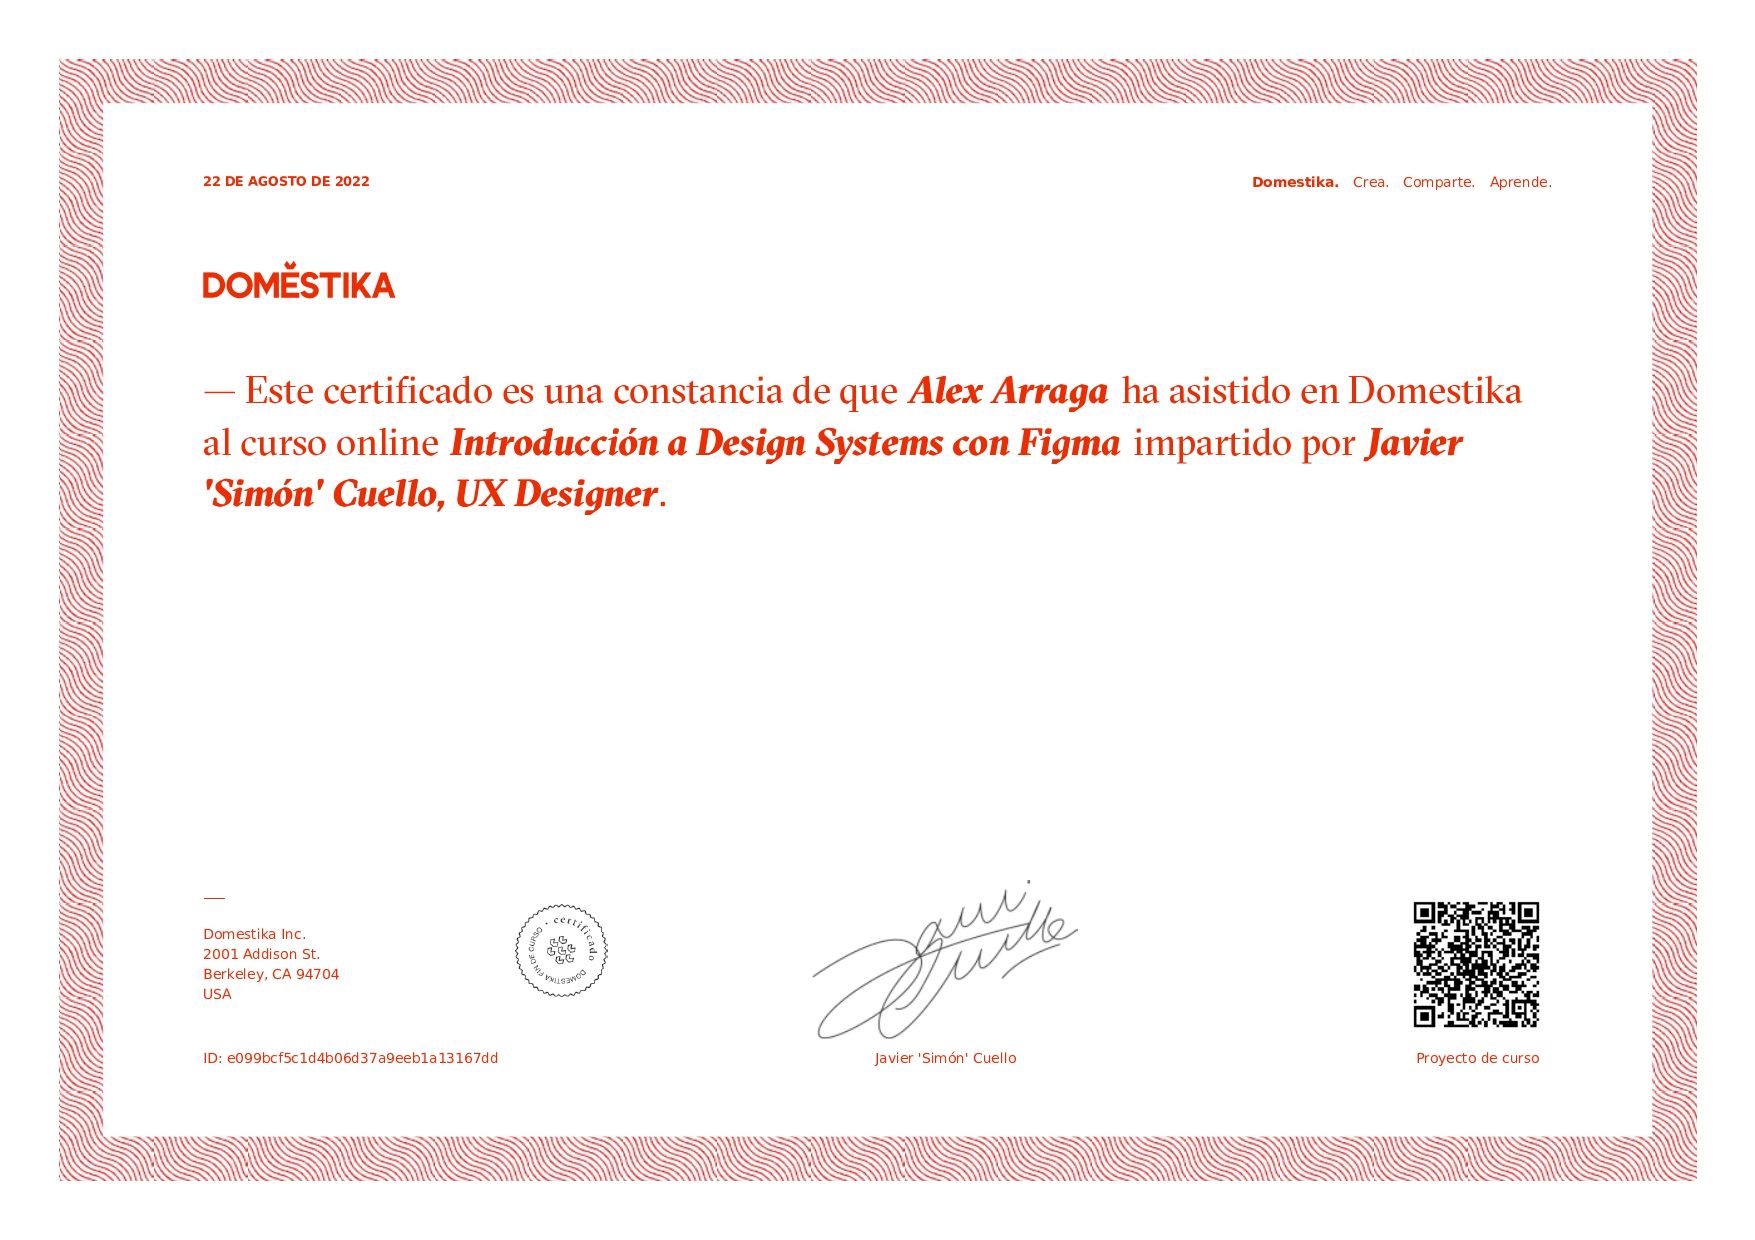 22 DE AGOSTO DE 2022
Domestika. Crea. Comparte. Aprende.
DOMĔSTIKA
— Este certificado es una constancia de que Alex Arraga ha asistido en Domestika
al curso online Introducción a Design Systems con Figma impartido por Javier
'Simón' Cuello, UX Designer.
—
Domestika Inc.
2001 Addison St.
Berkeley, CA 94704
USA
• certificado
DOMESTIKA FIN DE CURSO
ID: e099bcf5c1d4b06d37a9eeb1a13167dd
Javier 'Simón' Cuello
Proyecto de curso